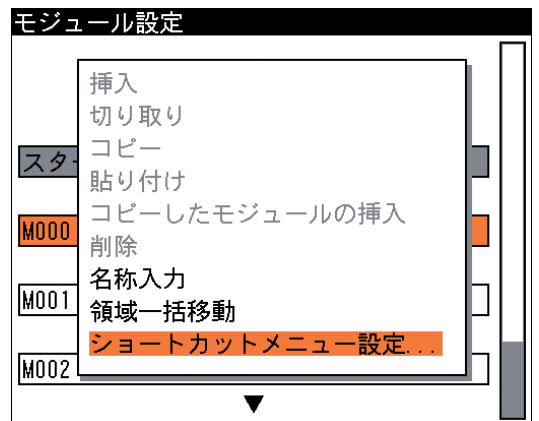 モジュール設定
挿入
切り取り
コピー
スター
貼り付け
コピーしたモジュールの挿入
M000
削除
名称入力
M001
領域一括移動
ショートカットメニュー設定...
M002
▼